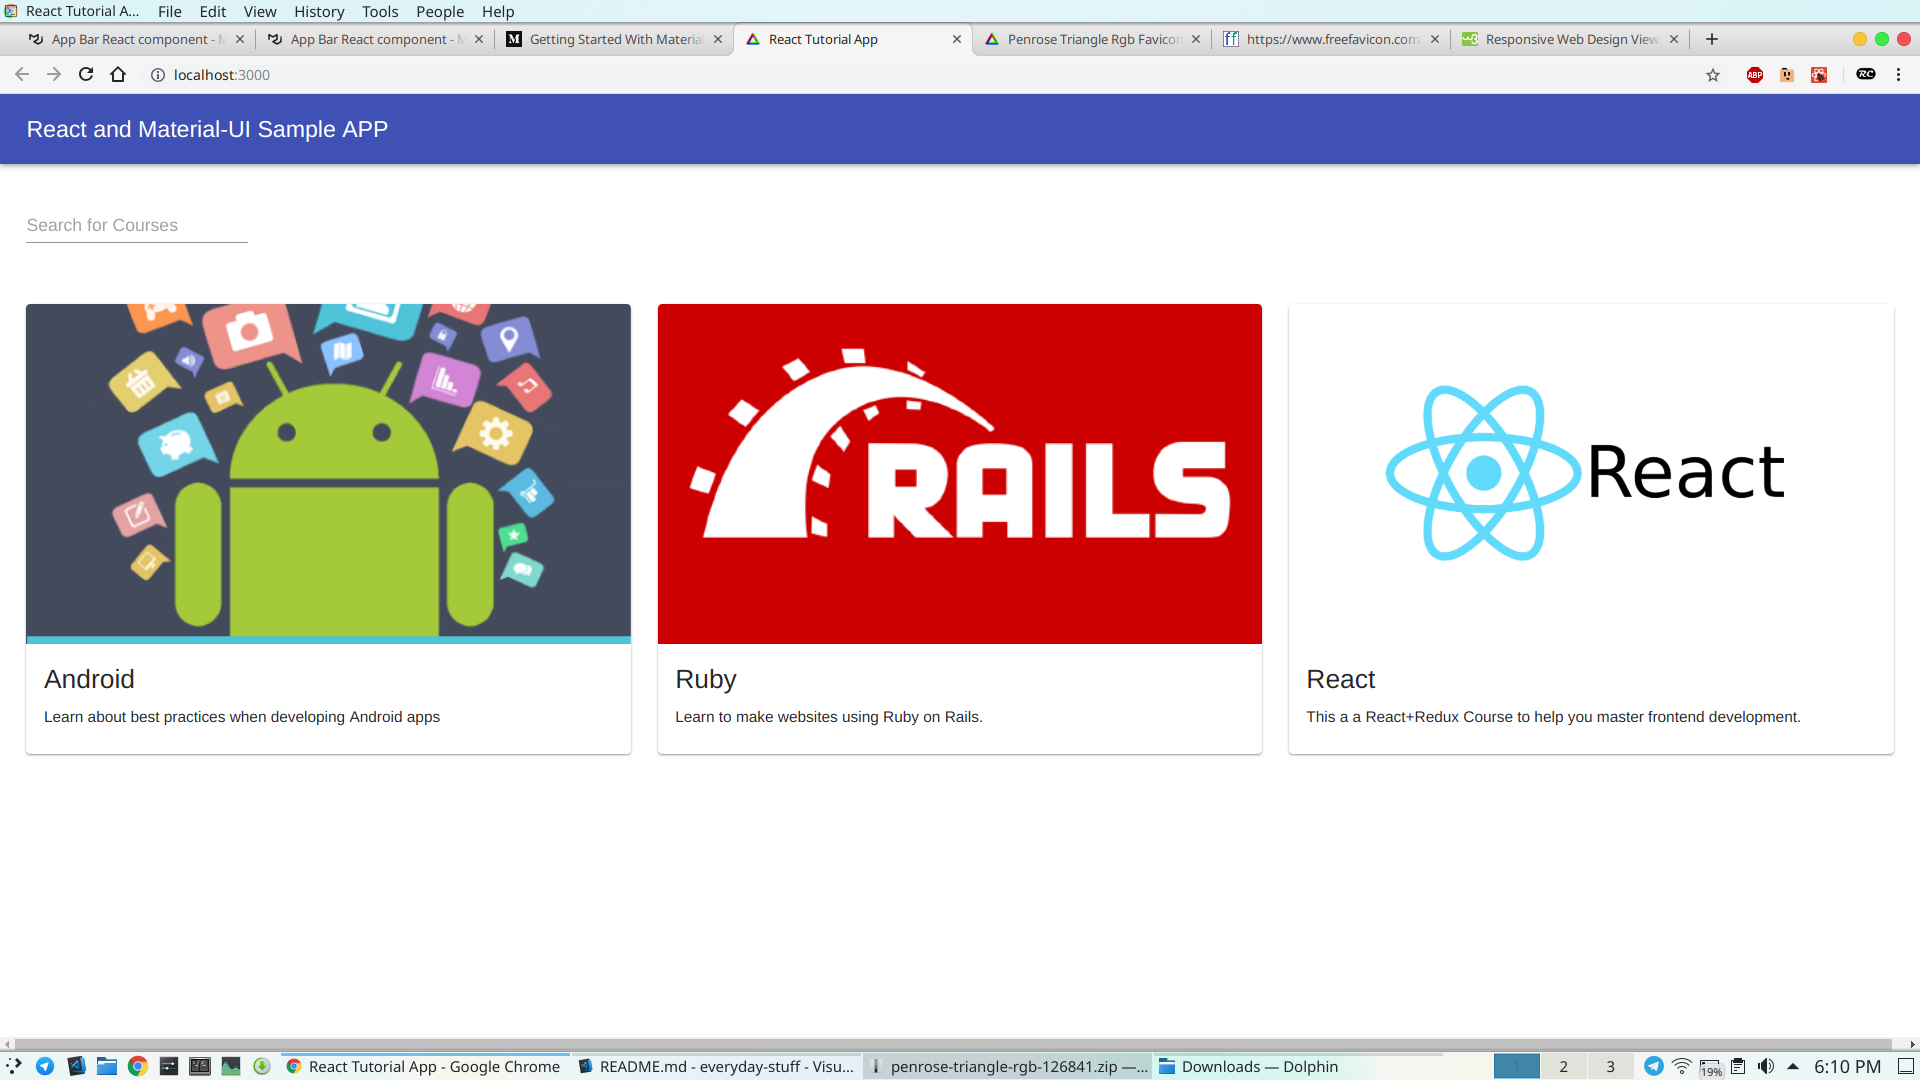 React Tutorial A... File Edit View History Tools People Help
App Bar React component - M App Bar React component - M Getting Started With Material React Tutorial App Penrose Triangle Rgb Favicon https://www.freefavicon.com Responsive Web Design View
localhost:3000 ABP RC
React and Material-UI Sample APP
Search for Courses
RAILS
React
Android Ruby React
Learn about best practices when developing Android apps Learn to make websites using Ruby on Rails. This a a React+Redux Course to help you master frontend development.
React Tutorial App - Google Chrome README.md - everyday-stuff - Visu... penrose-triangle-rgb-126841.zip —... Downloads — Dolphin 1 2 3 19% 6:10 PM